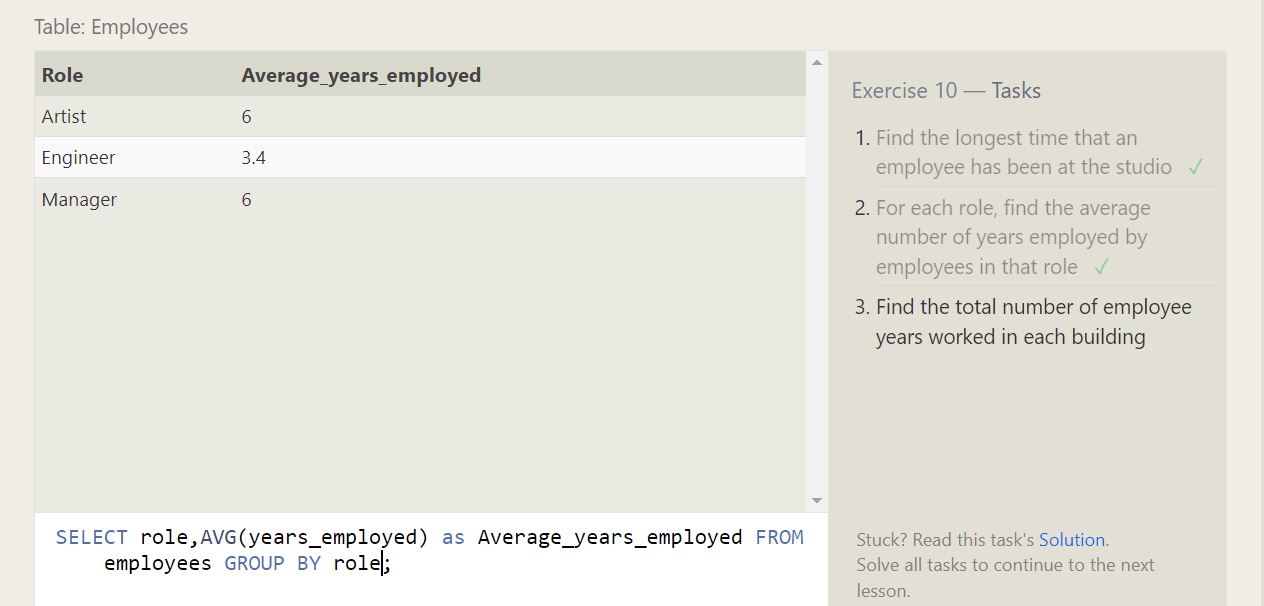 Table: Employees
Role Average_years_employed
Artist 6
Engineer 3.4
Manager 6
SELECT role,AVG(years_employed) as Average_years_employed FROM
employees GROUP BY role;
Exercise 10 — Tasks
1. Find the longest time that an
employee has been at the studio ✓
2. For each role, find the average
number of years employed by
employees in that role ✓
3. Find the total number of employee
years worked in each building
Stuck? Read this task's Solution.
Solve all tasks to continue to the next
lesson.